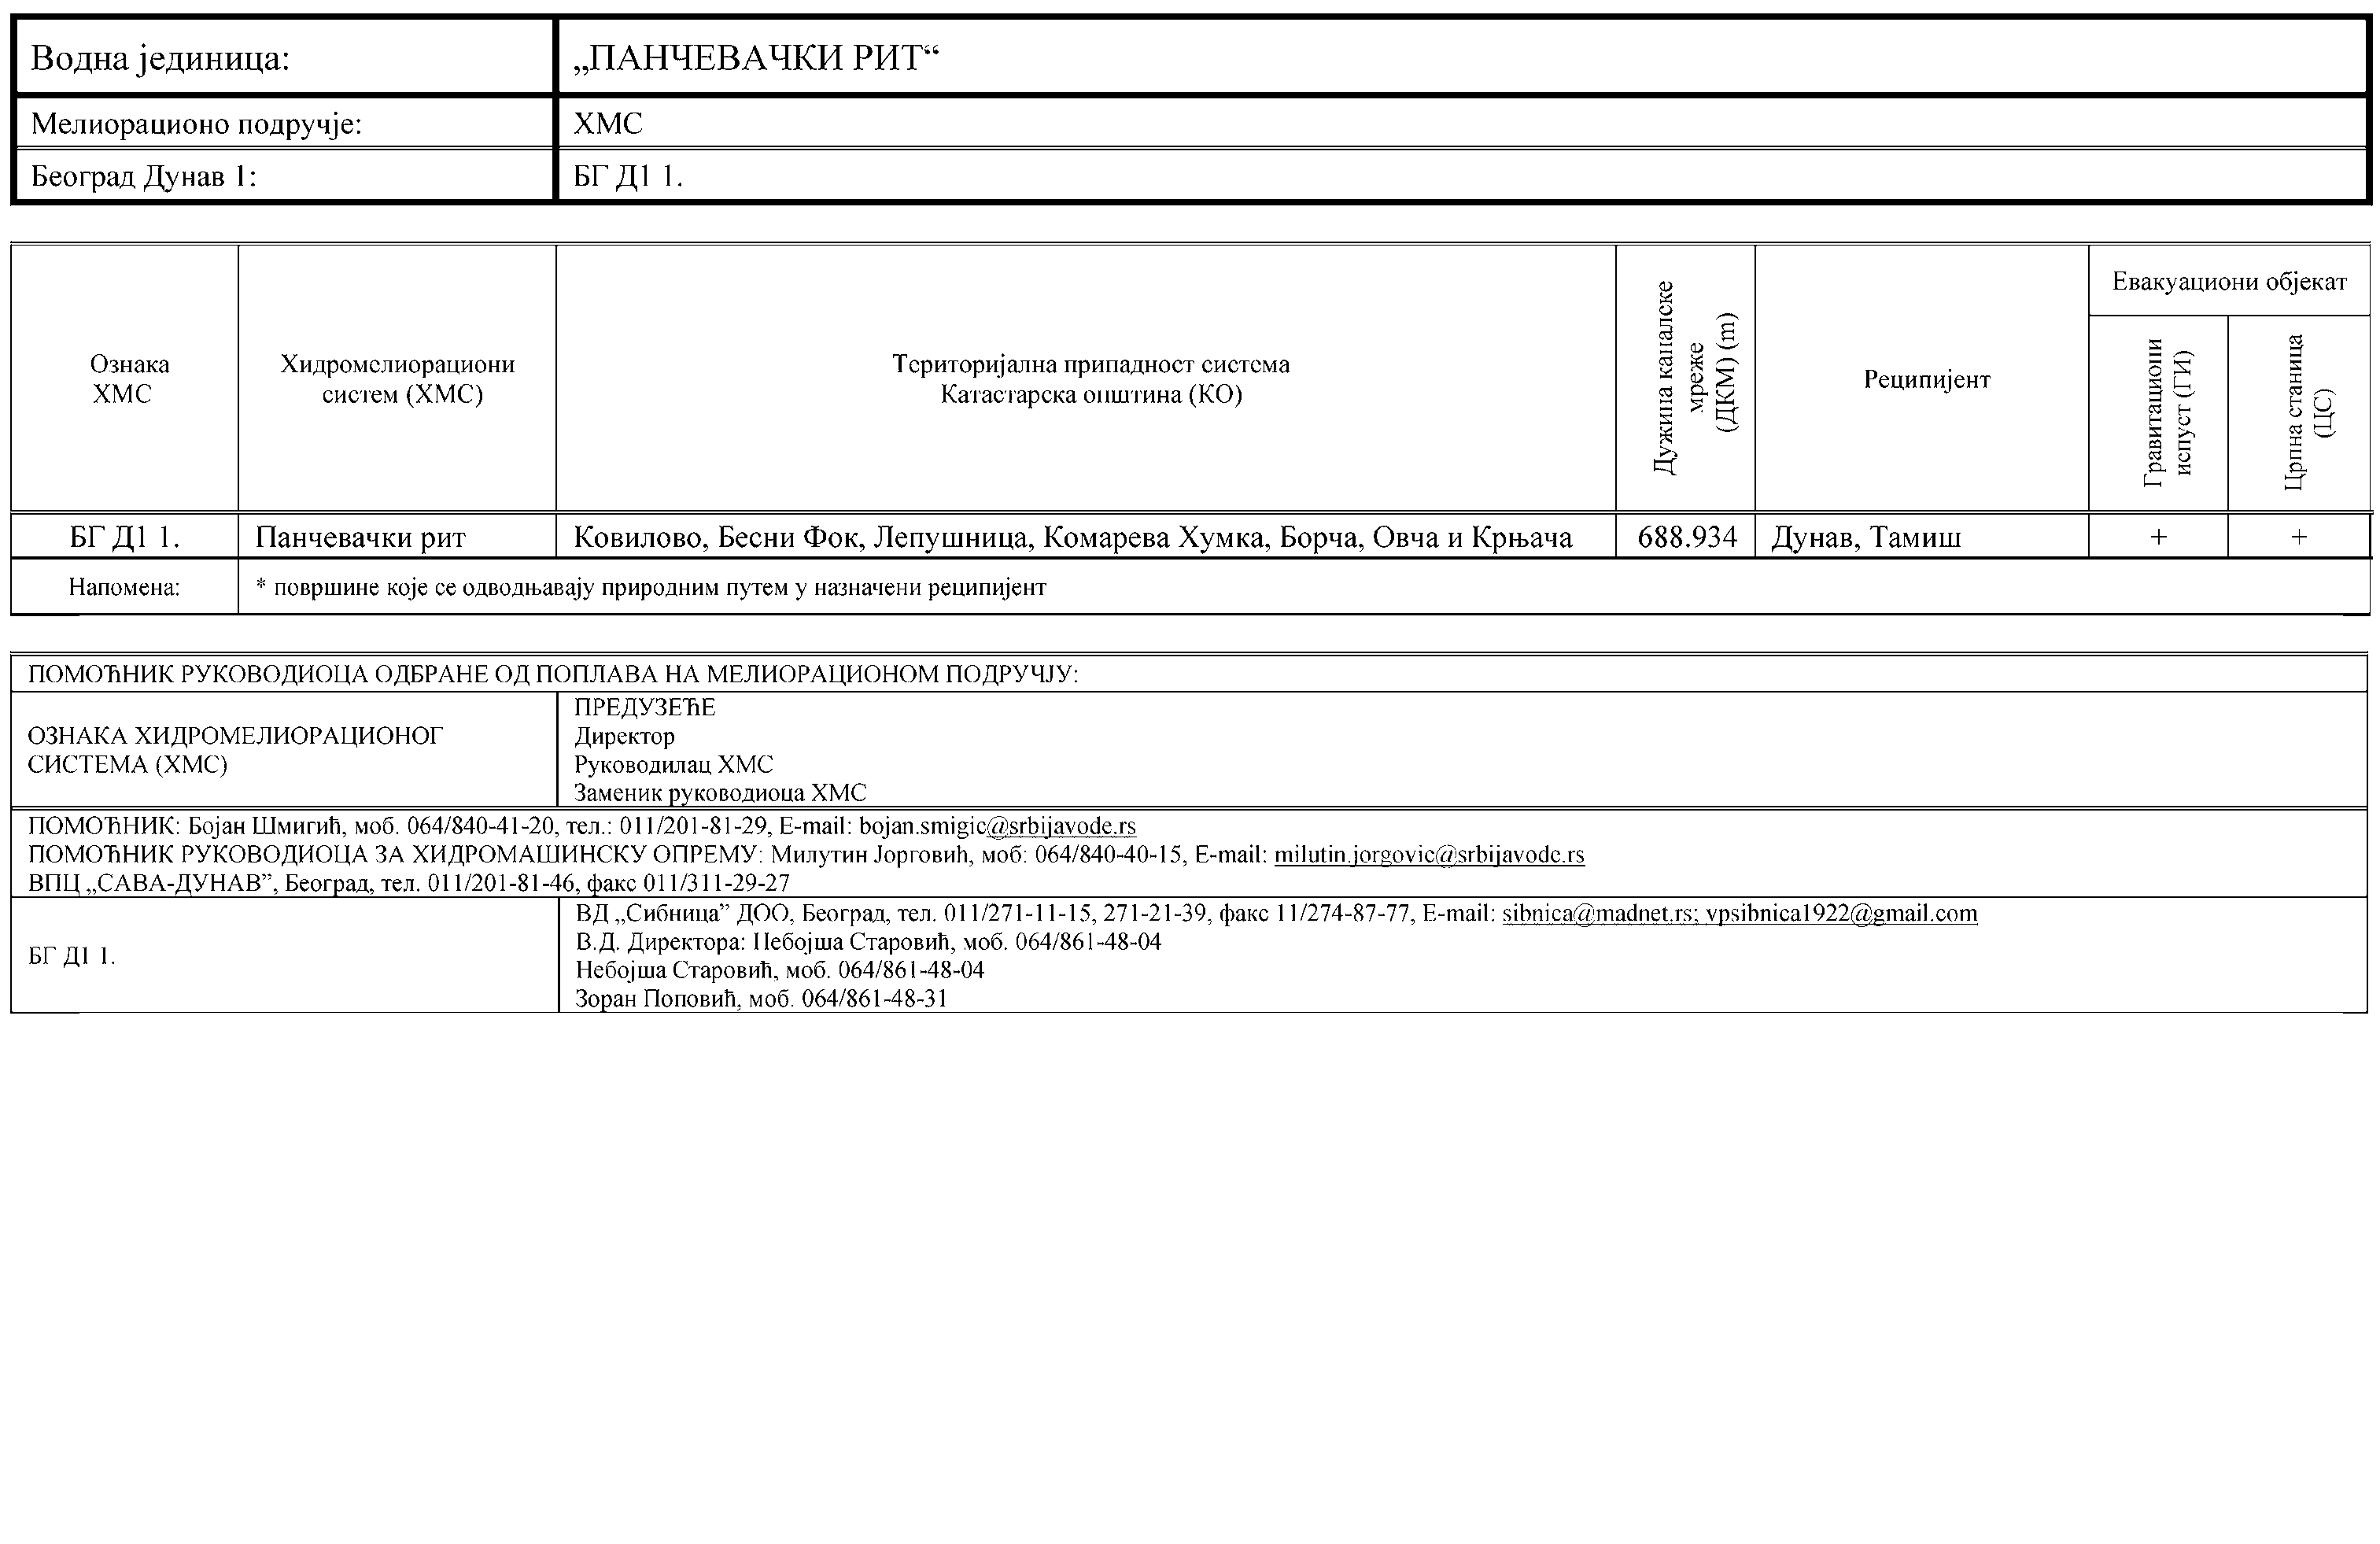 Водна јединица:
„ПАНЧЕВАЧКИ РИТ“
Мелиорационо подручје:
ХМС
Београд Дунав 1:
БГ Д1 1.
Ознака
ХМС
Хидромелиорациони
систем (ХМС)
Територијална припадност система
Катастарска општина (КО)
Дужина каналске
мреже
(ДКМ) (m)
Реципијент
Евакуациони објекат
Гравитациони
испуст (ГИ)
Црпна станица
(ЦС)
БГ Д1 1.
Панчевачки рит
Ковилово, Бесни Фок, Лепушница, Комарева Хумка, Борча, Овча и Крњача
688.934
Дунав, Тамиш
+
+
Напомена:
* површине које се одводњавају природним путем у назначени реципијент
ПОМОЋНИК РУКОВОДИОЦА ОДБРАНЕ ОД ПОПЛАВА НА МЕЛИОРАЦИОНОМ ПОДРУЧЈУ:
ОЗНАКА ХИДРОМЕЛИОРАЦИОНОГ
СИСТЕМА (ХМС)
ПРЕДУЗЕЋЕ
Директор
Руководилац ХМС
Заменик руководиоца ХМС
ПОМОЋНИК: Бојан Шмигић, моб. 064/840-41-20, тел.: 011/201-81-29, E-mail: bojan.smigic@srbijavode.rs
ПОМОЋНИК РУКОВОДИОЦА ЗА ХИДРОМАШИНСКУ ОПРЕМУ: Милутин Јорговић, моб: 064/840-40-15, E-mail: milutin.jorgovic@srbijavode.rs
ВПЦ „САВА-ДУНАВ”, Београд, тел. 011/201-81-46, факс 011/311-29-27
БГ Д1 1.
ВД „Сибница” ДОО, Београд, тел. 011/271-11-15, 271-21-39, факс 11/274-87-77, E-mail: sibnica@madnet.rs; vpsibnica1922@gmail.com
В.Д. Директора: Небојша Старовић, моб. 064/861-48-04
Небојша Старовић, моб. 064/861-48-04
Зоран Поповић, моб. 064/861-48-31